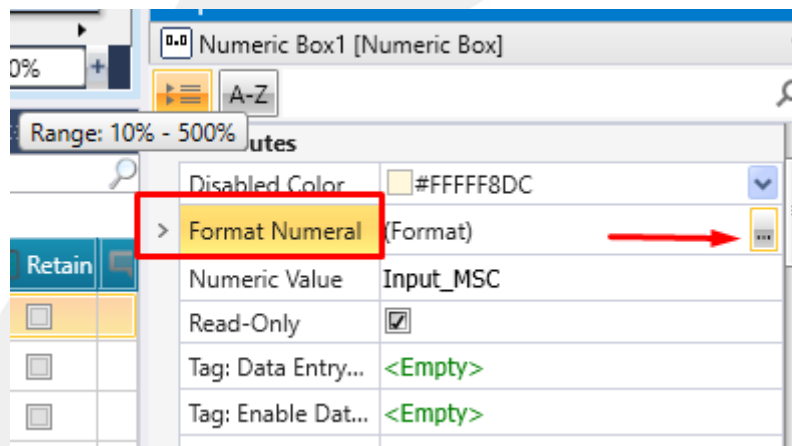 0%
+
Numeric Box1 [Numeric Box]
A-Z
Range: 10% - 500%
utes
Disabled Color #FFFFF8DC
Format Numeral (Format) ...
Retain
Numeric Value Input_MSC
Read-Only
Tag: Data Entry... <Empty>
Tag: Enable Dat... <Empty>